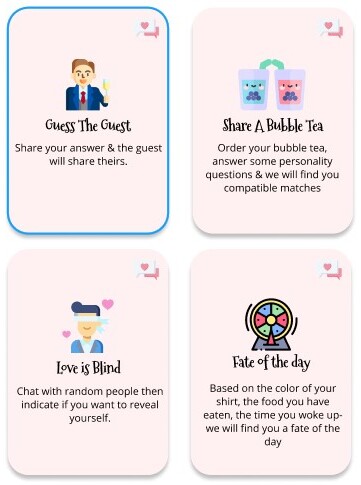 Guess The Guest
Share your answer & the guest
will share theirs.
Share A Bubble Tea
Order your bubble tea,
answer some personality
questions & we will find you
compatible matches
Love is Blind
Chat with random people then
indicate if you want to reveal
yourself.
Fate of the day
Based on the color of your
shirt, the food you have
eaten, the time you woke up-
we will find you a fate of the
day